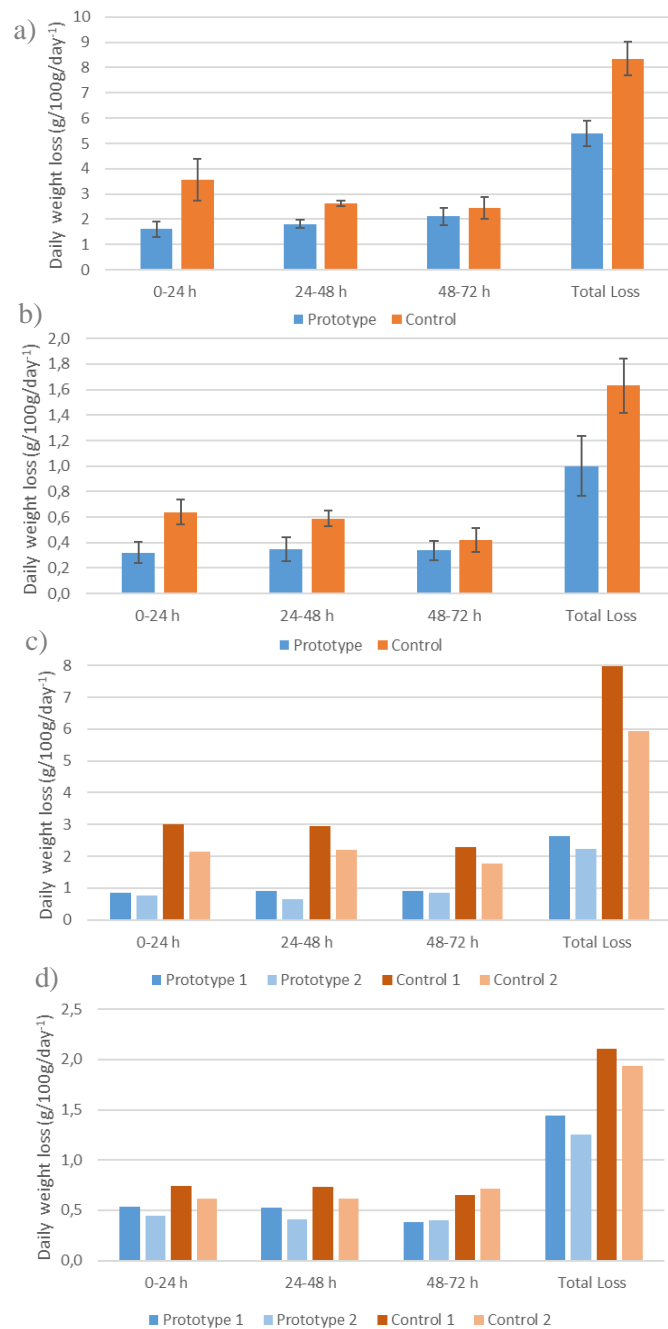 a)
Daily weight loss (g/100g/day⁻¹)
10
9
8
7
6
5
4
3
2
1
0
0-24 h 24-48 h 48-72 h Total Loss
Prototype Control
b)
Daily weight loss (g/100g/day⁻¹)
2,0
1,8
1,6
1,4
1,2
1,0
0,8
0,6
0,4
0,2
0,0
0-24 h 24-48 h 48-72 h Total Loss
Prototype Control
c)
Daily weight loss (g/100g/day⁻¹)
8
7
6
5
4
3
2
1
0
0-24 h 24-48 h 48-72 h Total Loss
Prototype 1 Prototype 2 Control 1 Control 2
d)
Daily weight loss (g/100g/day⁻¹)
2,5
2,0
1,5
1,0
0,5
0,0
0-24 h 24-48 h 48-72 h Total Loss
Prototype 1 Prototype 2 Control 1 Control 2